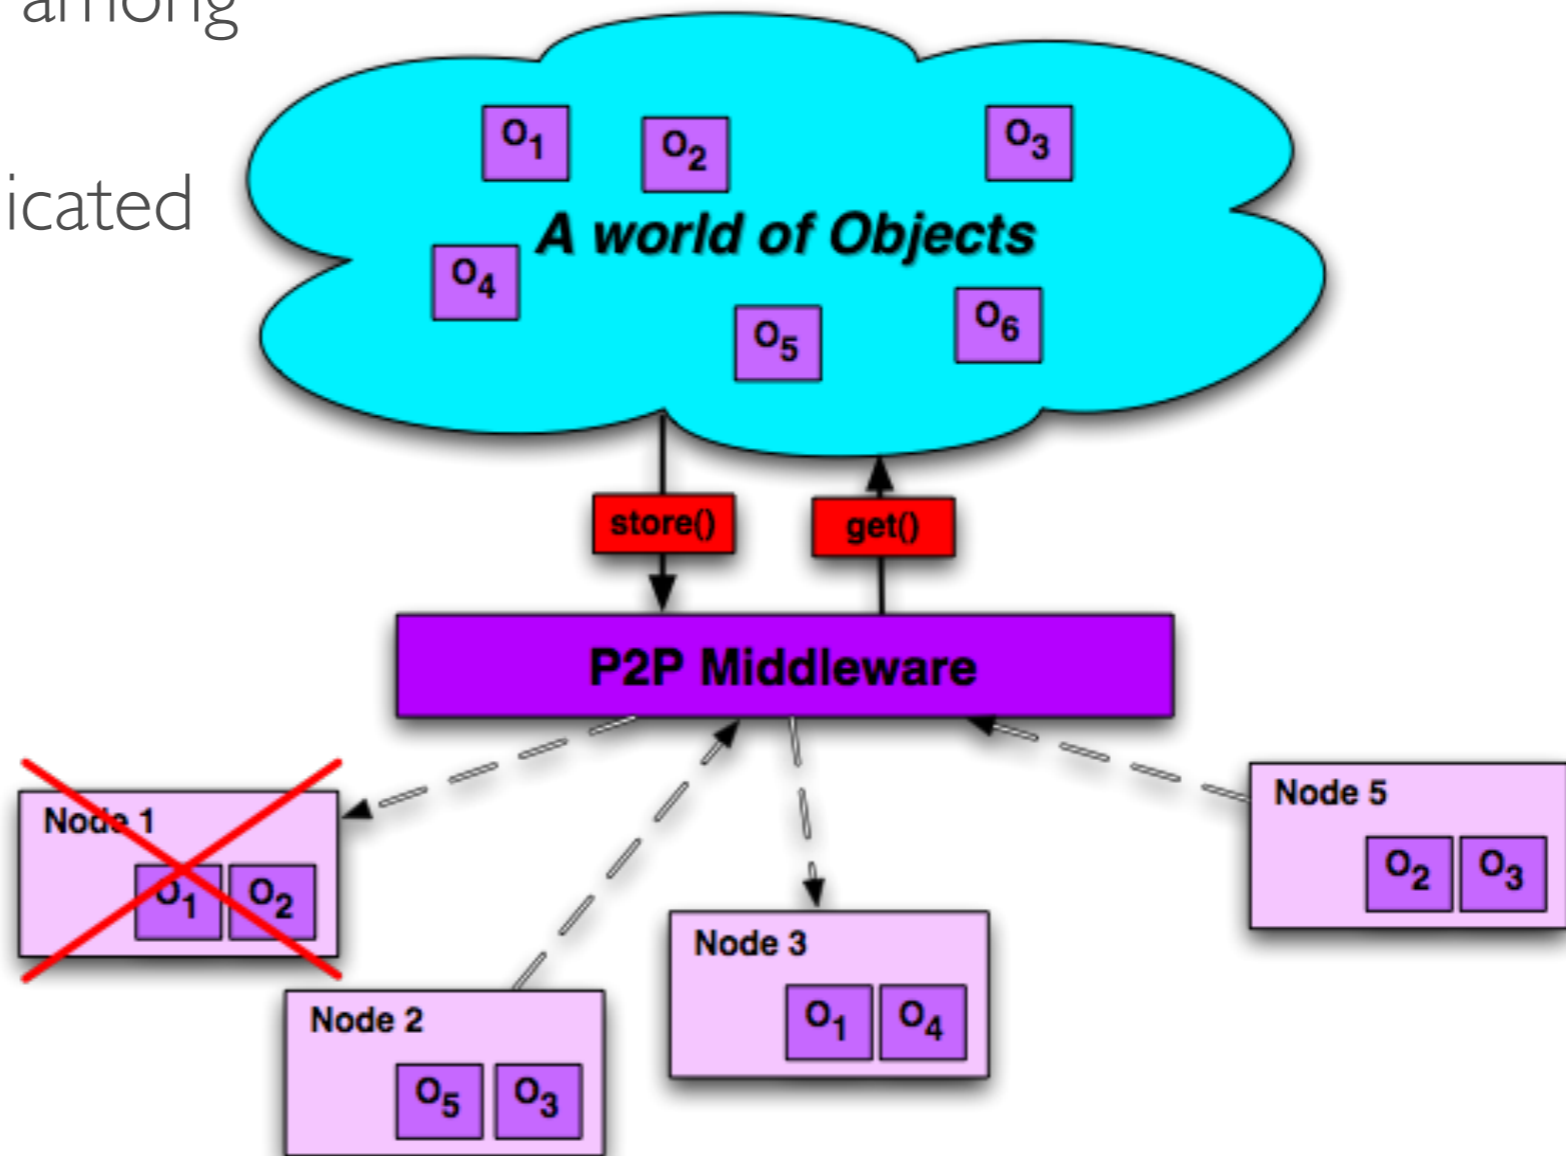 among
icated
O1
O2
O3
A world of Objects
O4
O5
O6
store()
get()
P2P Middleware
Node 1
O1 O2
Node 2
O5 O3
Node 3
O1 O4
Node 5
O2 O3